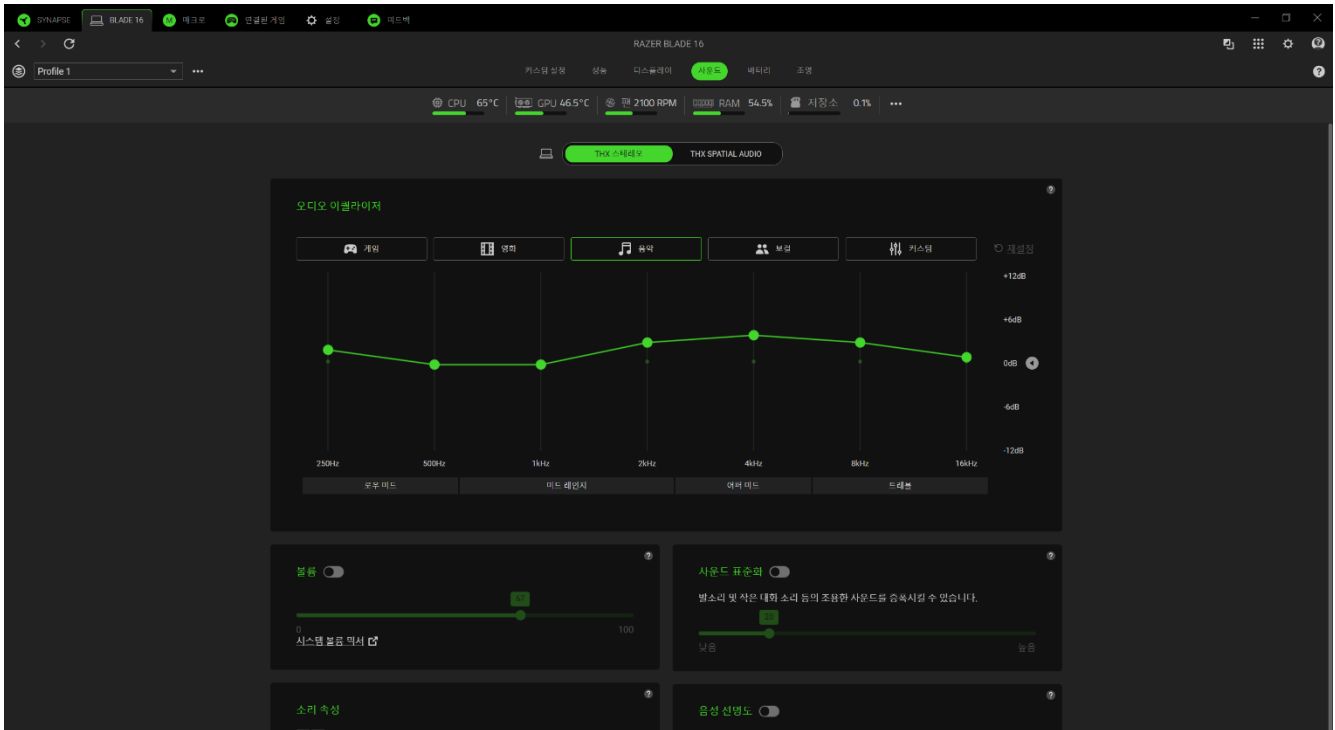 SYNAPSE BLADE 16 매크로 연결된 게임 설정 피드백
RAZER BLADE 16
Profile 1 커스텀 설정 성능 디스플레이 사운드 배터리 조명
CPU 65°C GPU 46.5°C 팬 2100 RPM RAM 54.5% 저장소 0.1%
THX 스테레오 THX SPATIAL AUDIO
오디오 이퀄라이저
게임 영화 음악 보컬 커스텀 재설정
+12dB
+6dB
0dB
-6dB
-12dB
250Hz 500Hz 1kHz 2kHz 4kHz 8kHz 16kHz
로우 미드 미드 레인지 어퍼 미드 트레블
볼륨
67
0 100
시스템 볼륨 믹서
사운드 표준화
발소리 및 작은 대화 소리 등의 조용한 사운드를 증폭시킬 수 있습니다.
낮음 높음
소리 속성
음성 선명도